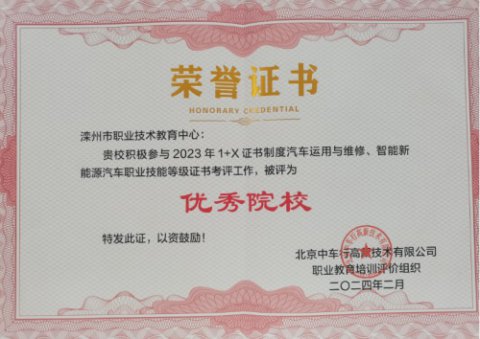 荣誉证书
HONORARY CREDENTIAL
滦州市职业技术教育中心：
贵校积极参与2023年1+X证书制度汽车运用与维修、智能新
能源汽车职业技能等级证书考评工作，被评为
优秀院校
特发此证，以资鼓励！
北京中车行高新技术有限公司
职业教育培训评价组织
二〇二四年二月